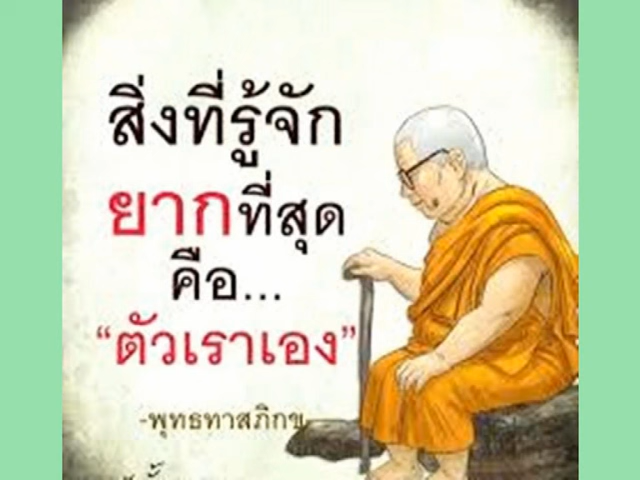 สิ่งที่รู้จัก
ยากที่สุด
คือ...
“ตัวเราเอง”
-พุทธทาสภิกข